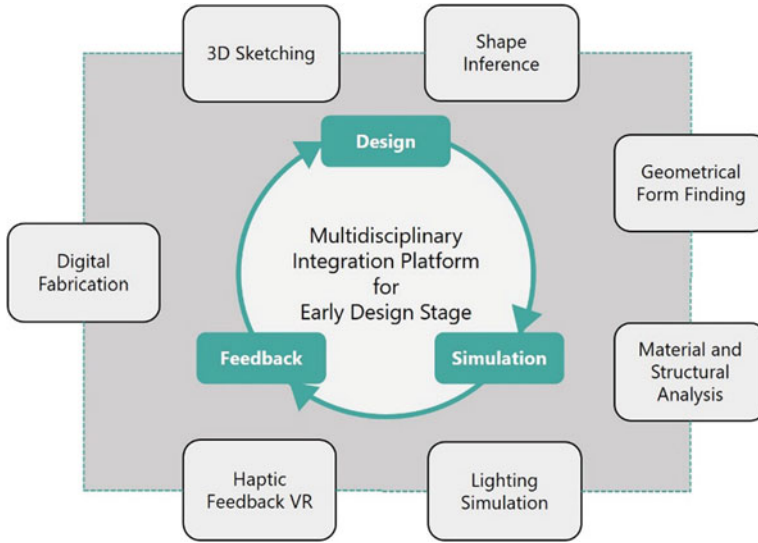 3D Sketching
Shape
Inference
Design
Geometrical
Form Finding
Multidisciplinary
Integration Platform
for
Early Design Stage
Digital
Fabrication
Feedback
Simulation
Material and
Structural
Analysis
Haptic
Feedback VR
Lighting
Simulation